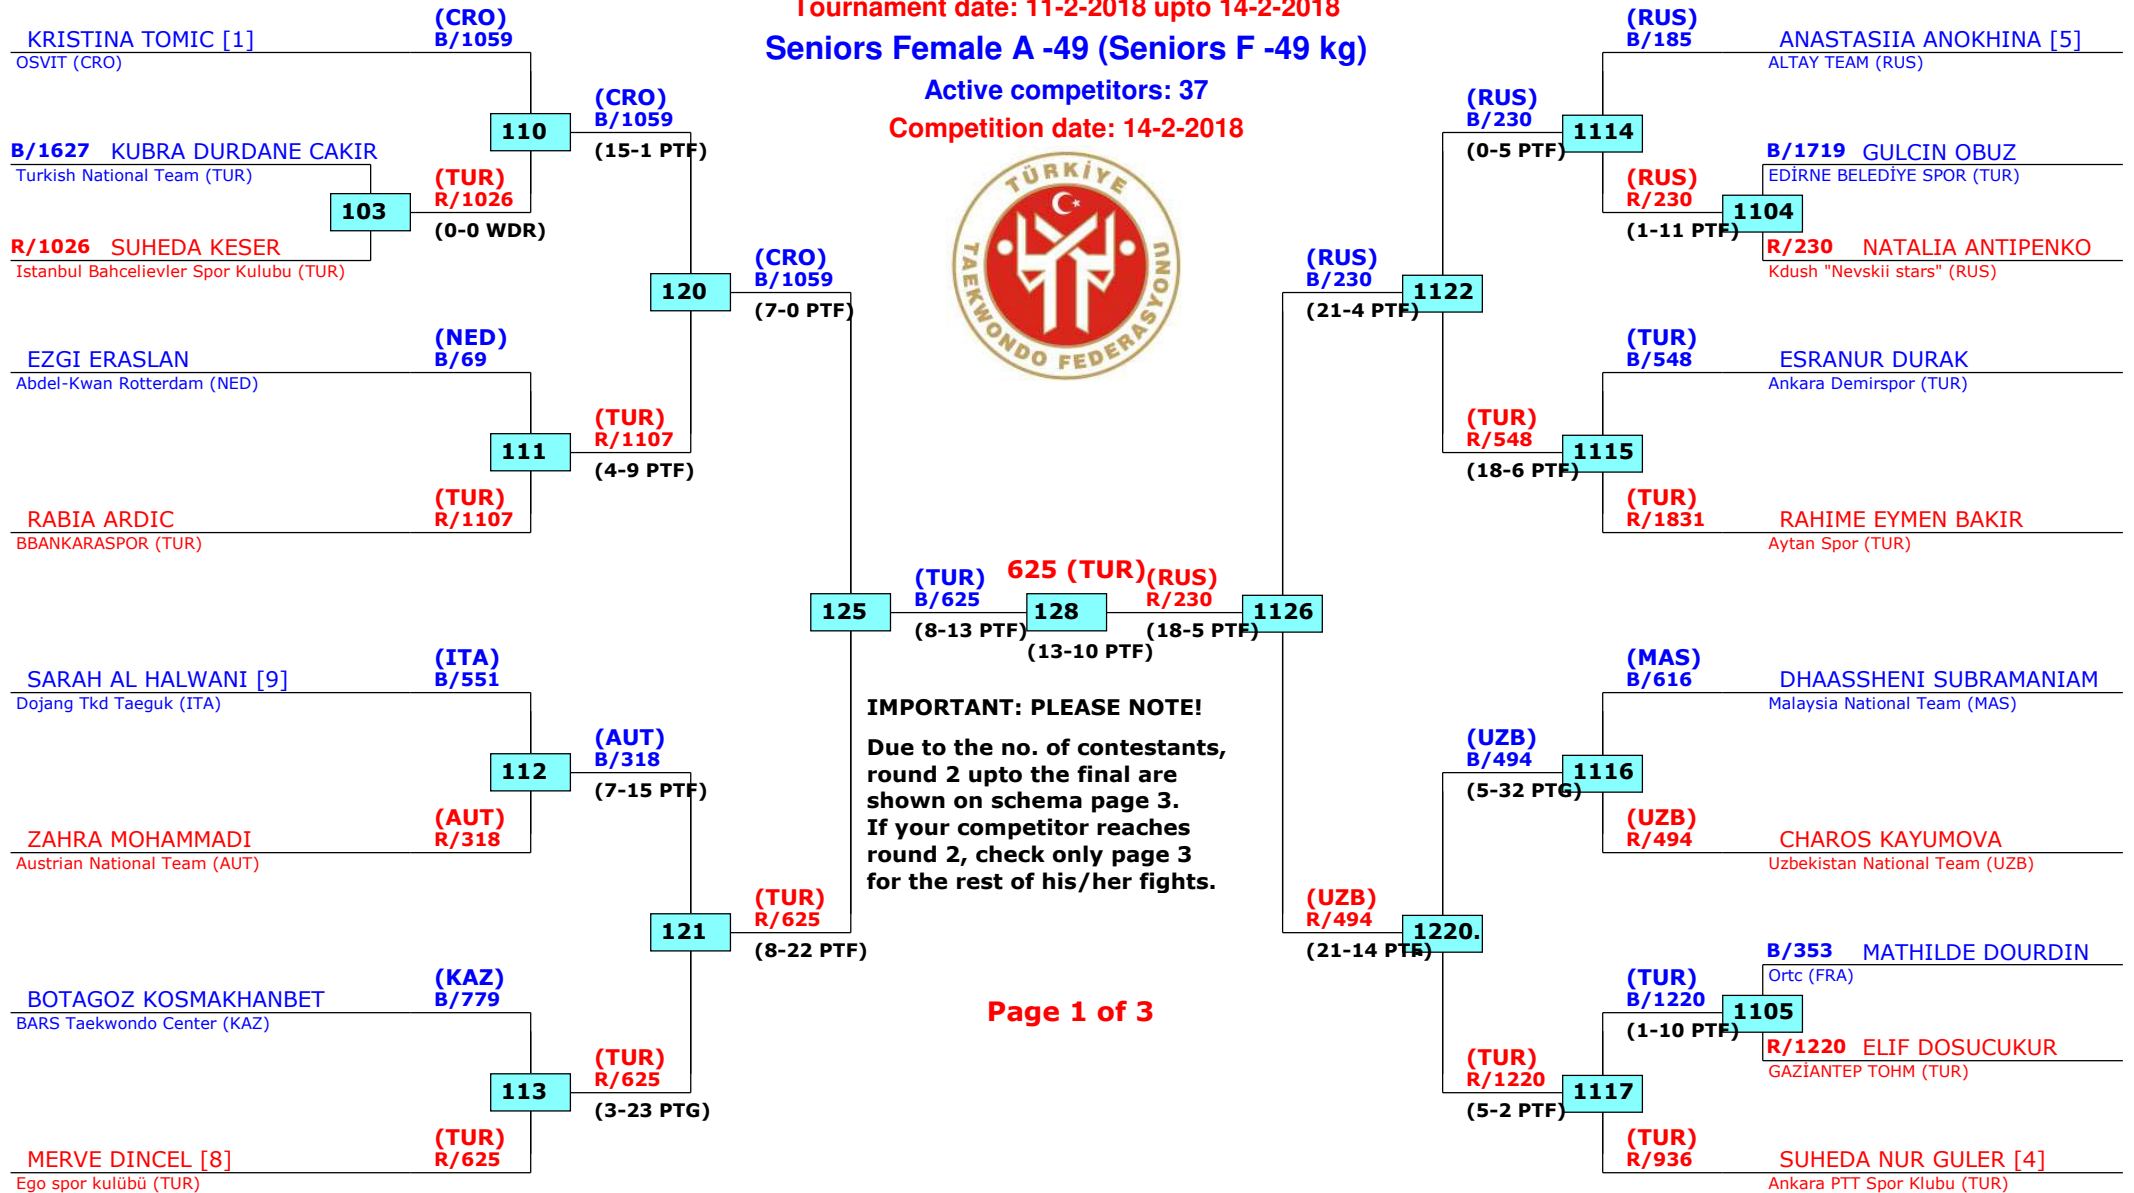 Tournament date: 11-2-2018 upto 14-2-2018
Seniors Female A -49 (Seniors F -49 kg)
Active competitors: 37
Competition date: 14-2-2018
TÜRKİYE
TAEKWONDO FEDERASYONU
KRISTINA TOMIC [1]
OSVIT (CRO)
(CRO)
B/1059
B/1627 KUBRA DURDANE CAKIR
Turkish National Team (TUR)
103
R/1026 SUHEDA KESER
Istanbul Bahcelievler Spor Kulubu (TUR)
(TUR)
R/1026
(0-0 WDR)
110
(CRO)
B/1059
(15-1 PTF)
EZGI ERASLAN
Abdel-Kwan Rotterdam (NED)
(NED)
B/69
111
RABIA ARDIC
BBANKARASPOR (TUR)
(TUR)
R/1107
(TUR)
R/1107
(4-9 PTF)
120
(CRO)
B/1059
(7-0 PTF)
SARAH AL HALWANI [9]
Dojang Tkd Taeguk (ITA)
(ITA)
B/551
112
ZAHRA MOHAMMADI
Austrian National Team (AUT)
(AUT)
R/318
(AUT)
B/318
(7-15 PTF)
BOTAGOZ KOSMAKHANBET
BARS Taekwondo Center (KAZ)
(KAZ)
B/779
113
MERVE DINCEL [8]
Ego spor kulübü (TUR)
(TUR)
R/625
(TUR)
R/625
(3-23 PTG)
121
(TUR)
R/625
(8-22 PTF)
125
(TUR)
B/625
(8-13 PTF)
625 (TUR)
128
(13-10 PTF)
(RUS)
R/230
(18-5 PTF)
1126
IMPORTANT: PLEASE NOTE!
Due to the no. of contestants,
round 2 upto the final are
shown on schema page 3.
If your competitor reaches
round 2, check only page 3
for the rest of his/her fights.
Page 1 of 3
(RUS)
B/185
ANASTASIIA ANOKHINA [5]
ALTAY TEAM (RUS)
(RUS)
B/230
(0-5 PTF)
1114
B/1719 GULCIN OBUZ
EDİRNE BELEDİYE SPOR (TUR)
(RUS)
R/230
(1-11 PTF)
1104
R/230 NATALIA ANTIPENKO
Kdush "Nevskii stars" (RUS)
(RUS)
B/230
(21-4 PTF)
1122
(TUR)
B/548
ESRANUR DURAK
Ankara Demirspor (TUR)
(TUR)
R/548
(18-6 PTF)
1115
(TUR)
R/1831
RAHIME EYMEN BAKIR
Aytan Spor (TUR)
(MAS)
B/616
DHAASSHENI SUBRAMANIAM
Malaysia National Team (MAS)
(UZB)
B/494
(5-32 PTG)
1116
(UZB)
R/494
CHAROS KAYUMOVA
Uzbekistan National Team (UZB)
(UZB)
R/494
(21-14 PTF)
1220.
B/353 MATHILDE DOURDIN
Ortc (FRA)
(TUR)
B/1220
(1-10 PTF)
1105
R/1220 ELIF DOSUCUKUR
GAZİANTEP TOHM (TUR)
(TUR)
R/1220
(5-2 PTF)
1117
(TUR)
R/936
SUHEDA NUR GULER [4]
Ankara PTT Spor Klubu (TUR)